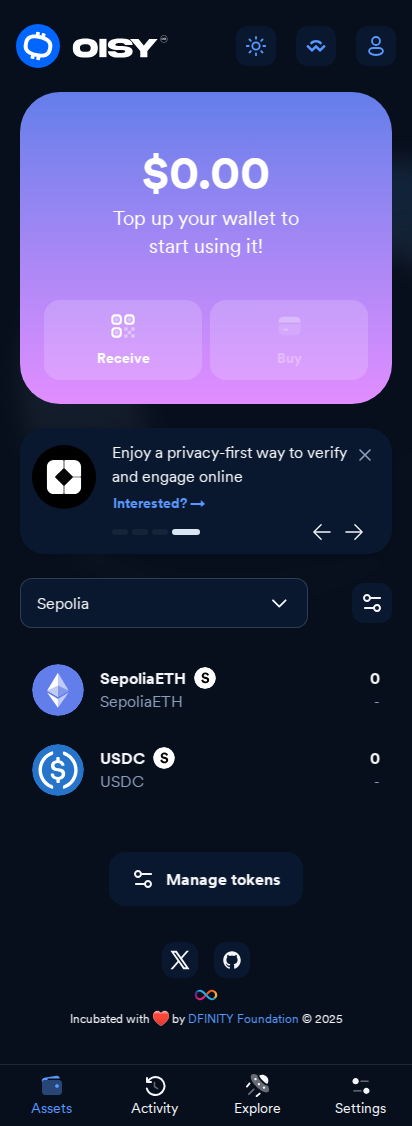 OISY
$0.00
Top up your wallet to
start using it!
Receive
Buy
Enjoy a privacy-first way to verify
and engage online
Interested? →
Sepolia
SepoliaETH S
0
SepoliaETH
-
USDC S
0
USDC
-
Manage tokens
Incubated with ❤️ by DFINITY Foundation © 2025
Assets
Activity
Explore
Settings